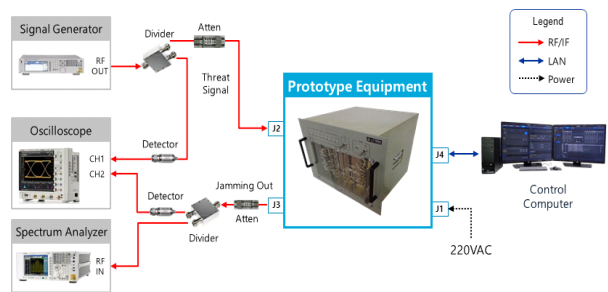 Signal Generator
RF
OUT
Divider
Atten
Threat
Signal
Legend
RF/IF
LAN
Power
Prototype Equipment
J2
J4
J3
J1
Oscilloscope
CH1
CH2
Detector
Detector
Jamming Out
Atten
Divider
Spectrum Analyzer
RF
IN
Control
Computer
220VAC